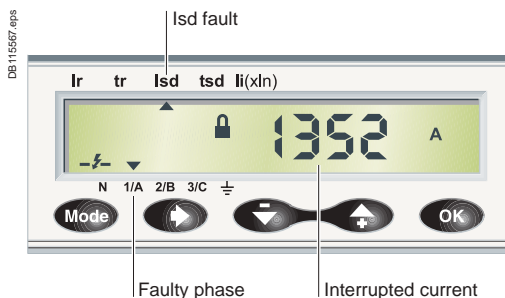 DB115567.eps
Isd fault
Ir tr Isd tsd Ii(xIn)
1352 A
N 1/A 2/B 3/C
Mode OK
Faulty phase Interrupted current